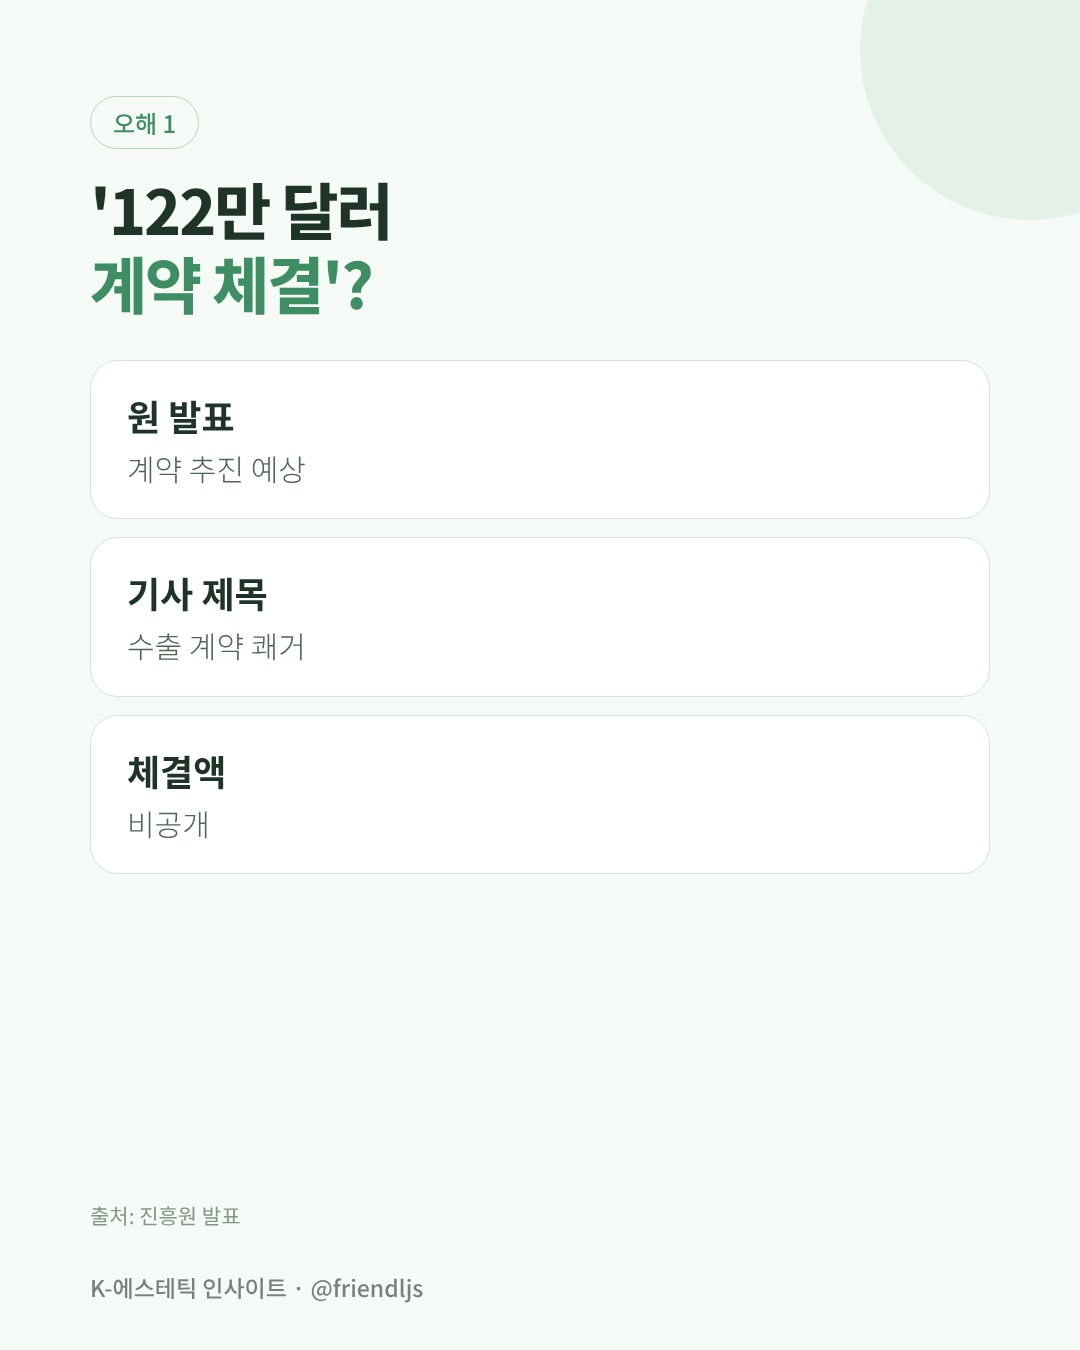 오해 1
'122만 달러
계약 체결'?
원 발표
계약 추진 예상
기사 제목
수출 계약 쾌거
체결액
비공개
출처: 진흥원 발표
K-에스테틱 인사이트 · @friendljs